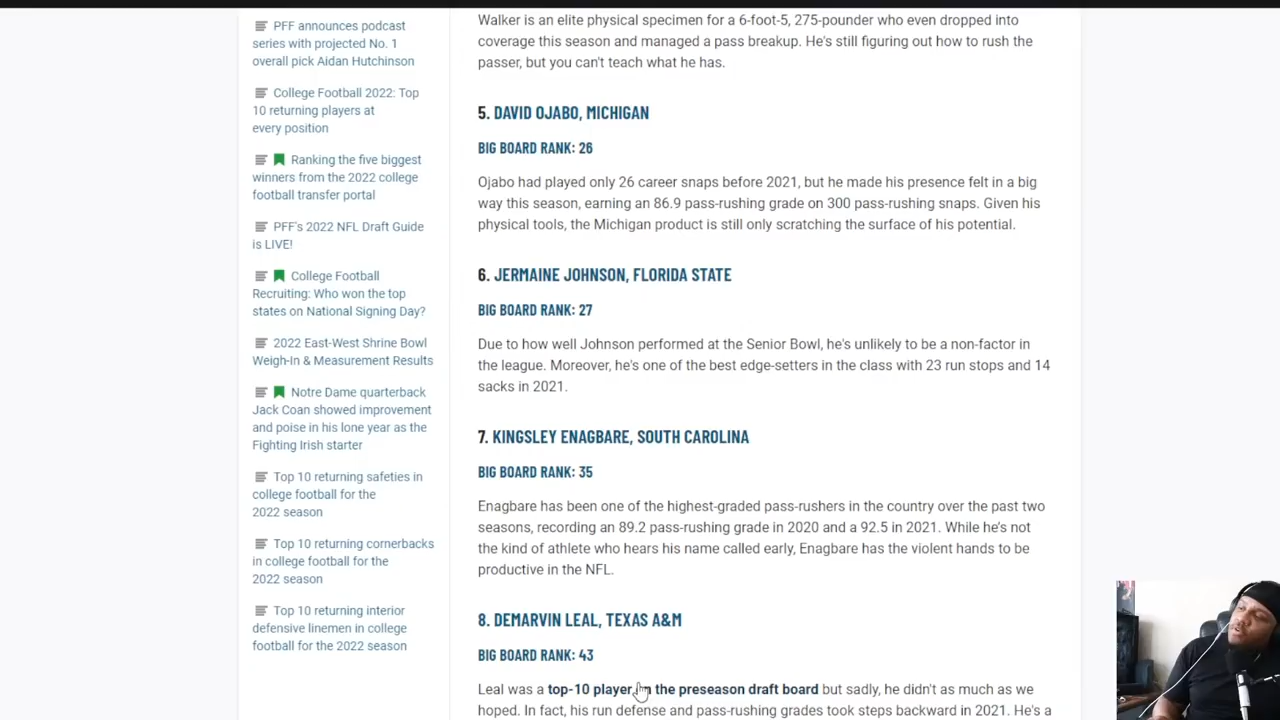 PFF announces podcast
series with projected No. 1
overall pick Aidan Hutchinson
College Football 2022: Top
10 returning players at
every position
Ranking the five biggest
winners from the 2022 college
football transfer portal
PFF's 2022 NFL Draft Guide
is LIVE!
College Football
Recruiting: Who won the top
states on National Signing Day?
2022 East-West Shrine Bowl
Weigh-In & Measurement Results
Notre Dame quarterback
Jack Coan showed improvement
and poise in his lone year as the
Fighting Irish starter
Top 10 returning safeties in
college football for the
2022 season
Top 10 returning cornerbacks
in college football for the
2022 season
Top 10 returning interior
defensive linemen in college
football for the 2022 season
Walker is an elite physical specimen for a 6-foot-5, 275-pounder who even dropped into
coverage this season and managed a pass breakup. He's still figuring out how to rush the
passer, but you can't teach what he has.
5. DAVID OJABO, MICHIGAN
BIG BOARD RANK: 26
Ojabo had played only 26 career snaps before 2021, but he made his presence felt in a big
way this season, earning an 86.9 pass-rushing grade on 300 pass-rushing snaps. Given his
physical tools, the Michigan product is still only scratching the surface of his potential.
6. JERMAINE JOHNSON, FLORIDA STATE
BIG BOARD RANK: 27
Due to how well Johnson performed at the Senior Bowl, he's unlikely to be a non-factor in
the league. Moreover, he's one of the best edge-setters in the class with 23 run stops and 14
sacks in 2021.
7. KINGSLEY ENAGBARE, SOUTH CAROLINA
BIG BOARD RANK: 35
Enagbare has been one of the highest-graded pass-rushers in the country over the past two
seasons, recording an 89.2 pass-rushing grade in 2020 and a 92.5 in 2021. While he's not
the kind of athlete who hears his name called early, Enagbare has the violent hands to be
productive in the NFL.
8. DEMARVIN LEAL, TEXAS A&M
BIG BOARD RANK: 43
Leal was a top-10 player in the preseason draft board but sadly, he didn't as much as we
hoped. In fact, his run defense and pass-rushing grades took steps backward in 2021. He's a